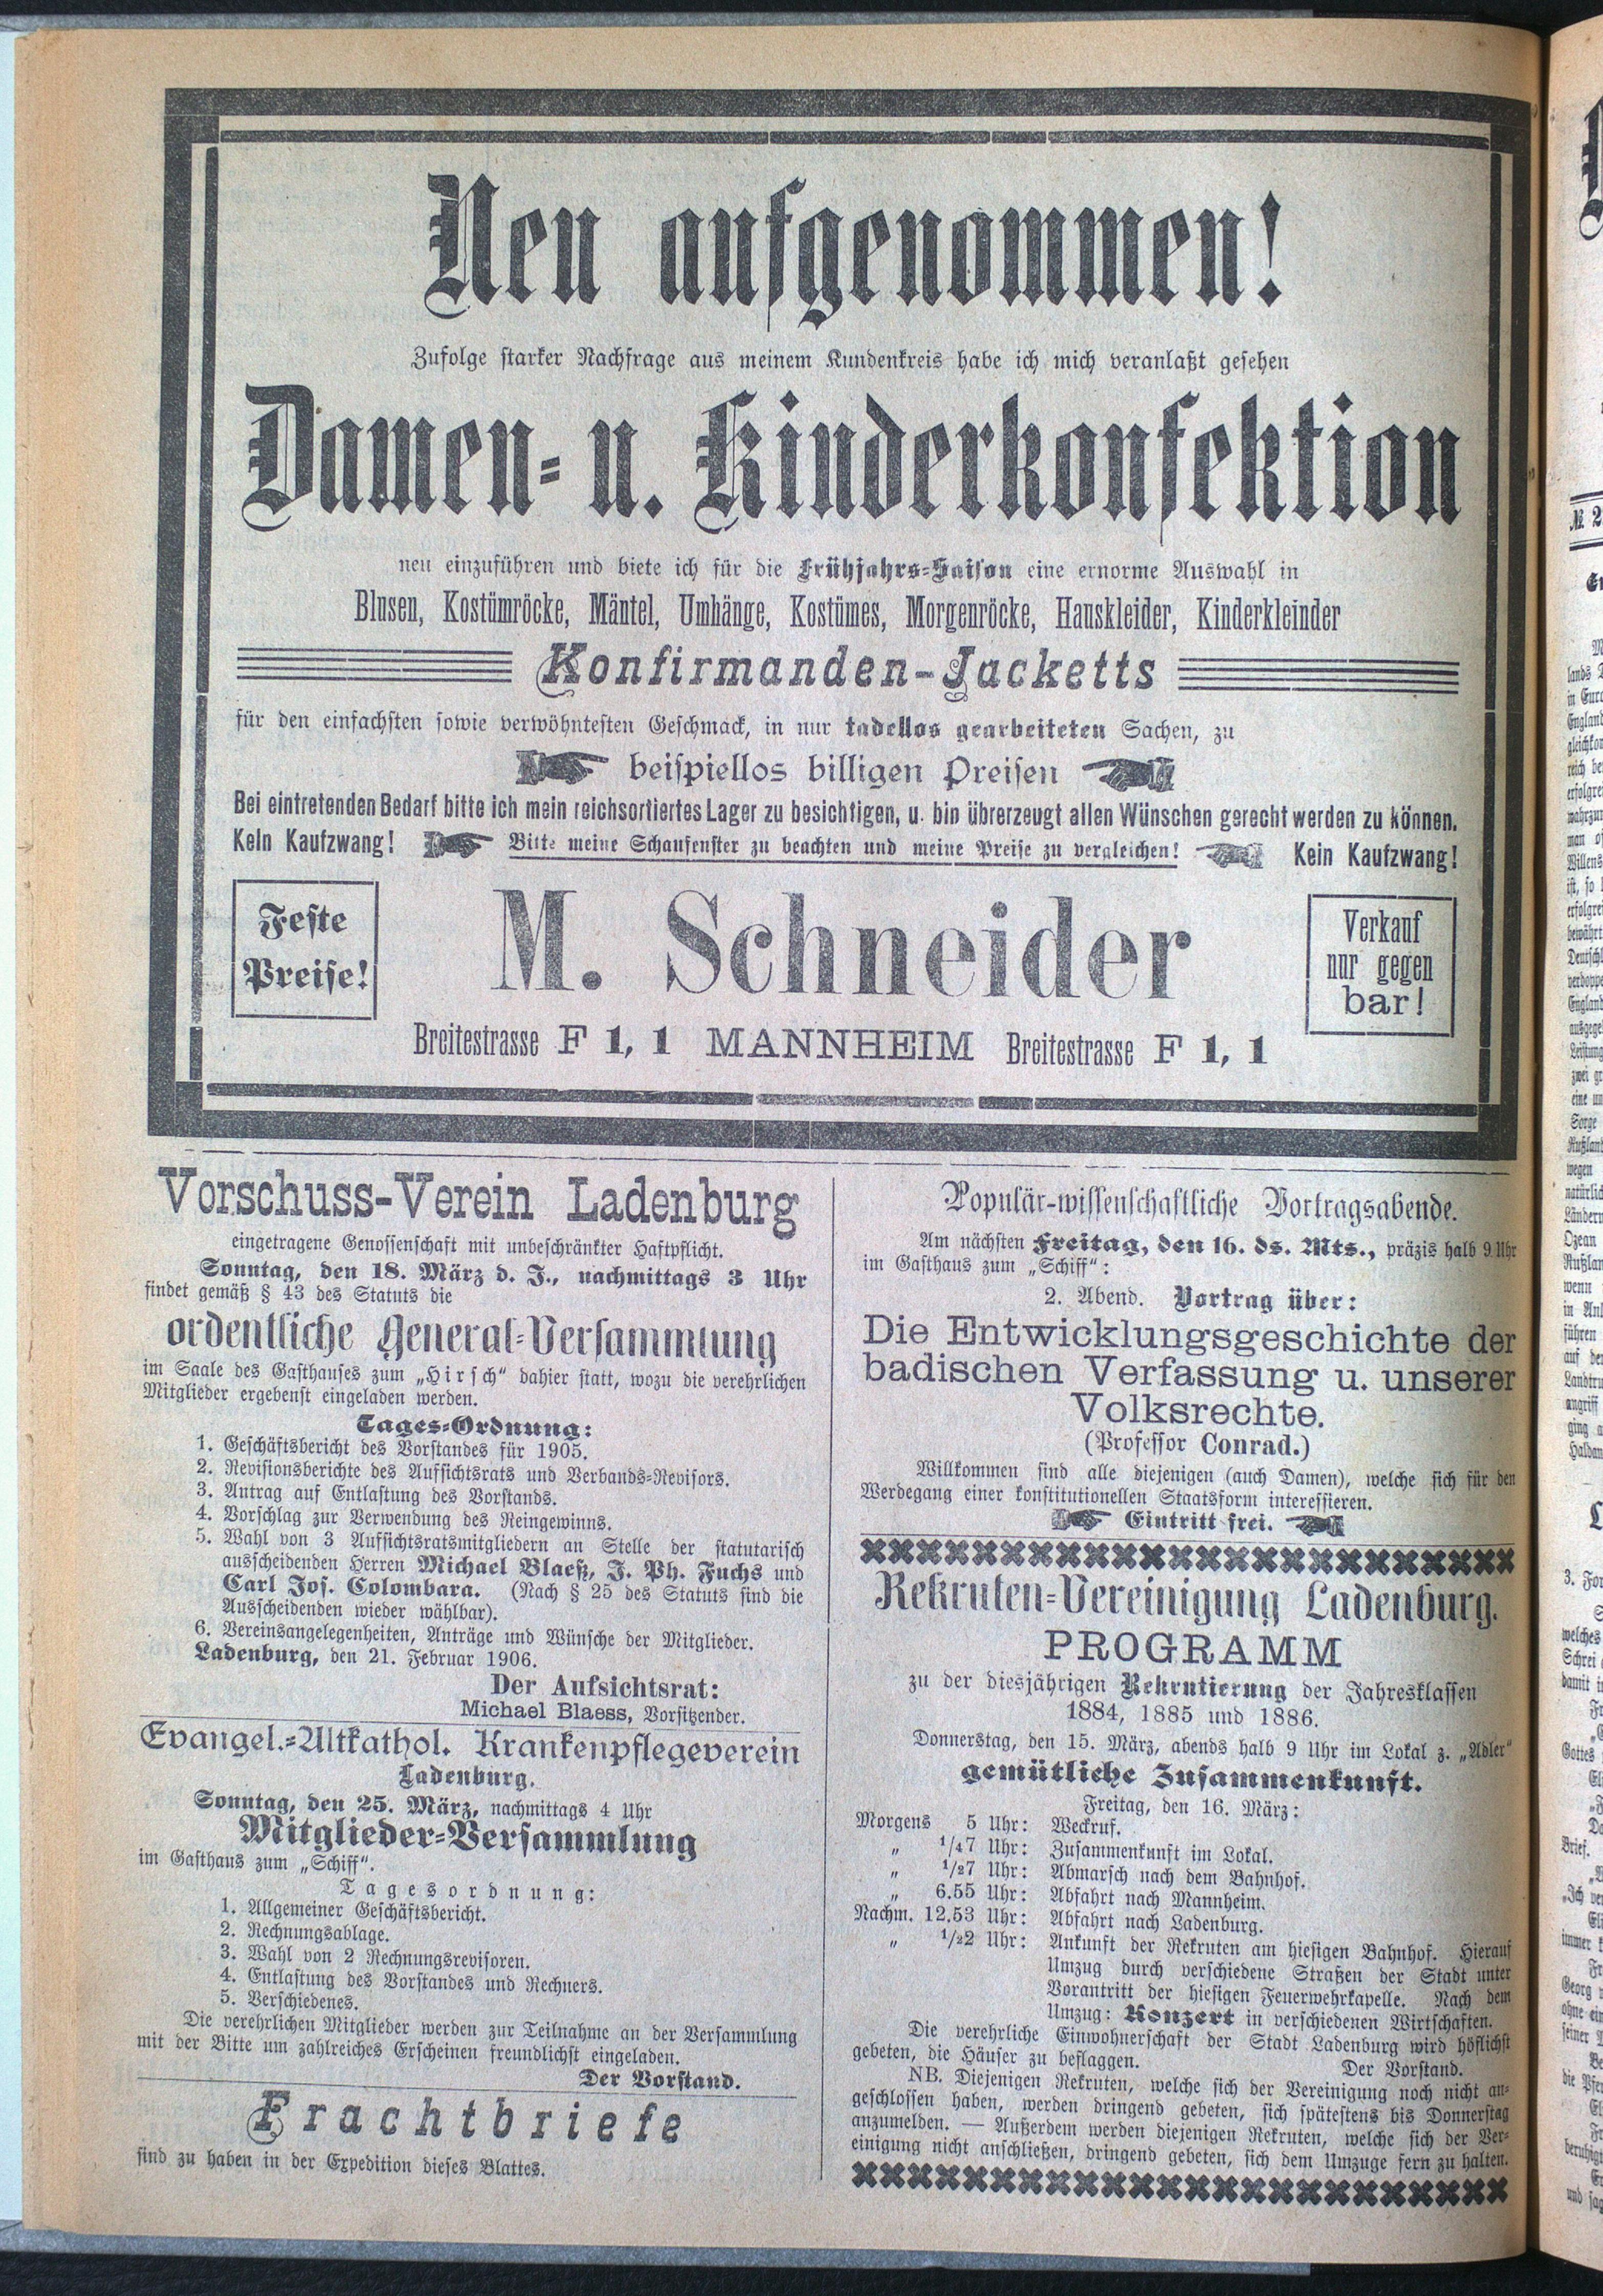 Neu aufgenommen!
Zufolge starker Nachfrage aus meinem Kundenkreis habe ich mich veranlaßt gesehen
Damen- u. Kinderkonfektion
neu einzuführen und biete ich für die Frühjahrs-Saison eine ernorme Auswahl in
Blusen, Kostümröcke, Mäntel, Umhänge, Kostümes, Morgenröcke, Hauskleider, Kinderkleinder
Konfirmanden-Jacketts
für den einfachsten sowie verwöhntesten Geschmack, in nur tadellos gearbeiteten Sachen, zu
beispiellos billigen Preisen
Bei eintretenden Bedarf bitte ich mein reichsortiertes Lager zu besichtigen, u. bin übrerzeugt allen Wünschen gerecht werden zu können.
Kein Kaufzwang! Bitte meine Schaufenster zu beachten und meine Preise zu vergleichen! Kein Kaufzwang!
Feste
Preise!
M. Schneider
Verkauf
nur gegen
bar!
Breitestrasse F 1, 1 MANNHEIM Breitestrasse F 1, 1
Vorschuss-Verein Ladenburg
eingetragene Genossenschaft mit unbeschränkter Haftpflicht.
Sonntag, den 18. März d. J., nachmittags 3 Uhr
findet gemäß § 43 des Statuts die
ordentliche General-Versammlung
im Saale des Gasthauses zum „Hirsch“ dahier statt, wozu die verehrlichen
Mitglieder ergebenst eingeladen werden.
Tages-Ordnung:
1. Geschäftsbericht des Vorstandes für 1905.
2. Revisionsberichte des Aufsichtsrats und Verbands-Revisors.
3. Antrag auf Entlastung des Vorstands.
4. Vorschlag zur Verwendung des Reingewinns.
5. Wahl von 3 Aufsichtsratsmitgliedern an Stelle der statutarisch
ausscheidenden Herren Michael Blaeß, J. Ph. Fuchs und
Carl Jos. Colombara. (Nach § 25 des Statuts sind die
Ausscheidenden wieder wählbar).
6. Vereinsangelegenheiten, Anträge und Wünsche der Mitglieder.
Ladenburg, den 21. Februar 1906.
Der Aufsichtsrat:
Michael Blaess, Vorsitzender.
Evangel.-Altkathol. Krankenpflegeverein
Ladenburg.
Sonntag, den 25. März, nachmittags 4 Uhr
Mitglieder-Versammlung
im Gasthaus zum „Schiff“.
Tagesordnung:
1. Allgemeiner Geschäftsbericht.
2. Rechnungsablage.
3. Wahl von 2 Rechnungsrevisoren.
4. Entlastung des Vorstandes und Rechners.
5. Verschiedenes.
Die verehrlichen Mitglieder werden zur Teilnahme an der Versammlung
mit der Bitte um zahlreiches Erscheinen freundlichst eingeladen.
Der Vorstand.
Frachtbriefe
sind zu haben in der Expedition dieses Blattes.
Populär-wissenschaftliche Vortragsabende.
Am nächsten Freitag, den 16. ds. Mts., präzis halb 9 Uhr
im Gasthaus zum „Schiff“:
2. Abend. Vortrag über:
Die Entwicklungsgeschichte der
badischen Verfassung u. unserer
Volksrechte.
(Professor Conrad.)
Willkommen sind alle diejenigen (auch Damen), welche sich für den
Werdegang einer konstitutionellen Staatsform interessieren.
Eintritt frei.
Rekruten-Vereinigung Ladenburg.
PROGRAMM
zu der diesjährigen Rekrutierung der Jahresklassen
1884, 1885 und 1886.
Donnerstag, den 15. März, abends halb 9 Uhr im Lokal z. „Adler“
gemütliche Zusammenkunft.
Freitag, den 16. März:
Morgens 5 Uhr: Weckruf.
„ 1/47 Uhr: Zusammenkunft im Lokal.
„ 1/27 Uhr: Abmarsch nach dem Bahnhof.
„ 6.55 Uhr: Abfahrt nach Mannheim.
Nachm. 12.53 Uhr: Abfahrt nach Ladenburg.
„ 1/22 Uhr: Ankunft der Rekruten am hiesigen Bahnhof. Hierauf
Umzug durch verschiedene Straßen der Stadt unter
Vorantritt der hiesigen Feuerwehrkapelle. Nach dem
Umzug: Konzert in verschiedenen Wirtschaften.
Die verehrliche Einwohnerschaft der Stadt Ladenburg wird höflichst
gebeten, die Häuser zu beflaggen. Der Vorstand.
NB. Diejenigen Rekruten, welche sich der Vereinigung noch nicht an-
geschlossen haben, werden dringend gebeten, sich spätestens bis Donnerstag
anzumelden. — Außerdem werden diejenigen Rekruten, welche sich der Ver-
einigung nicht anschließen, dringend gebeten, sich dem Umzuge fern zu halten.